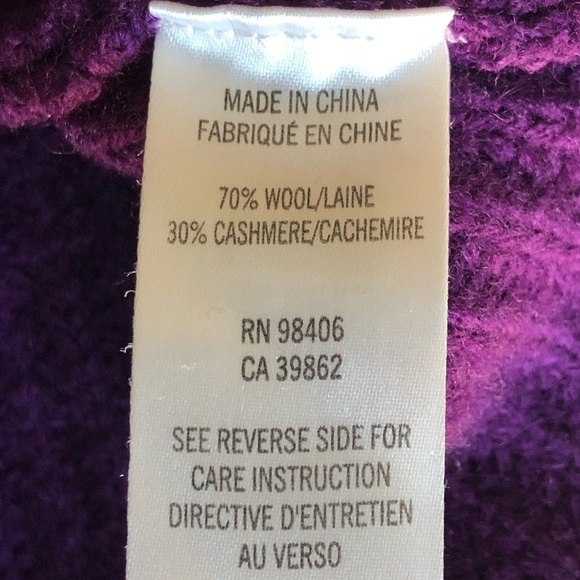 MADE IN CHINA
FABRIQUÉ EN CHINE
70% WOOL/LAINE
30% CASHMERE/CACHEMIRE
RN 98406
CA 39862
SEE REVERSE SIDE FOR
CARE INSTRUCTION
DIRECTIVE D'ENTRETIEN
AU VERSO